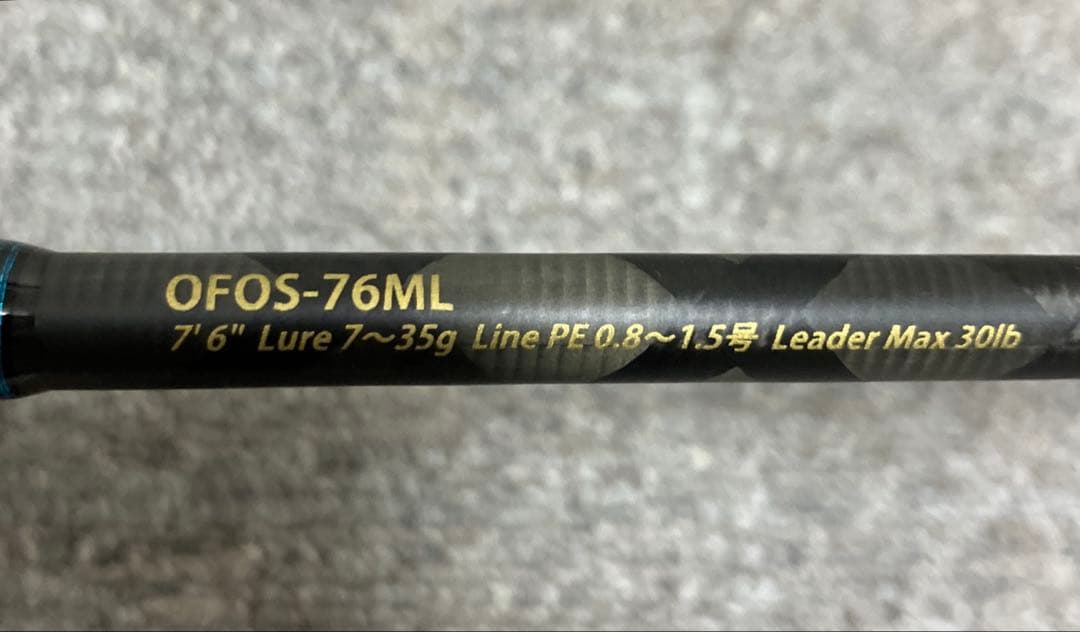 OFOS-76ML
7' 6" Lure 7〜35g Line PE 0.8〜1.5号 Leader Max 30lb